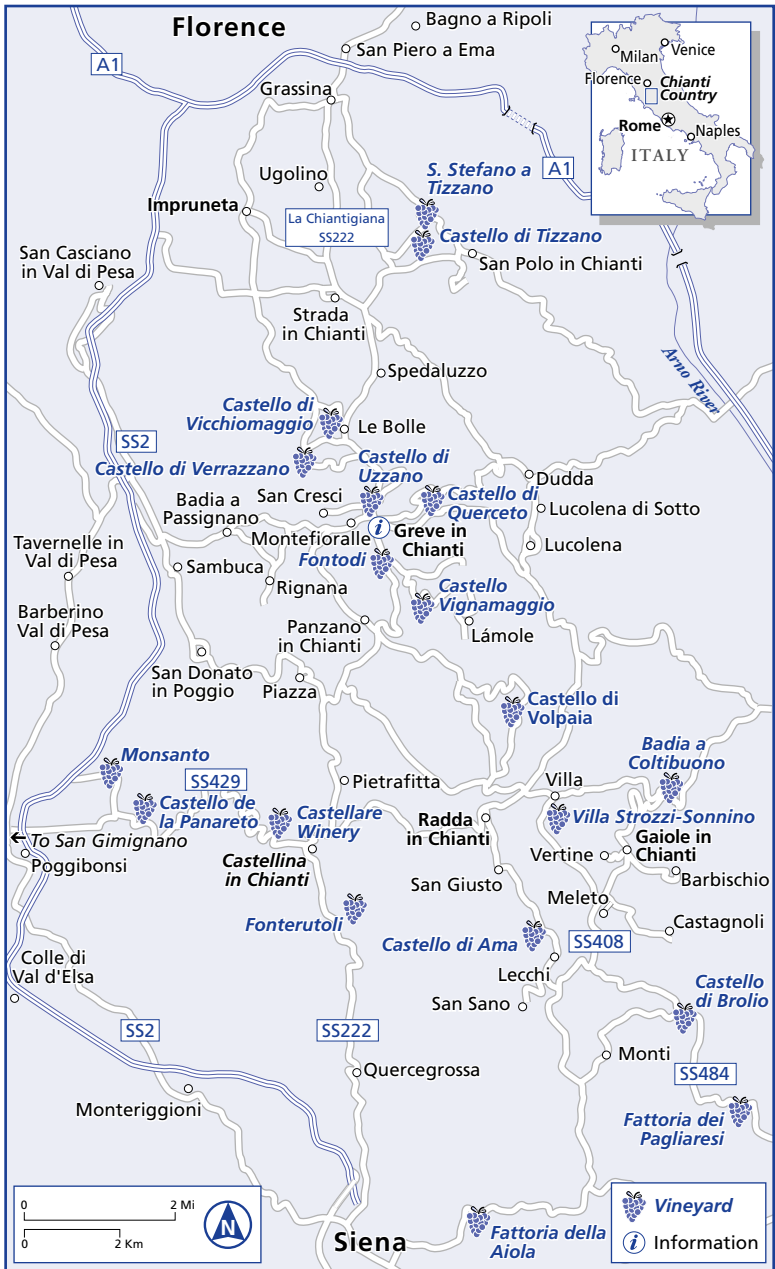 Florence
Bagno a Ripoli
San Piero a Ema
A1
Grassina
Milan
Venice
Florence
Chianti
Country
Rome
Naples
ITALY
Ugolino
S. Stefano a
Tizzano
A1
Impruneta
La Chiantigiana
SS222
Castello di Tizzano
San Polo in Chianti
San Casciano
in Val di Pesa
Strada
in Chianti
Arno River
Spedaluzzo
Castello di
Vicchiomaggio
Le Bolle
SS2
Castello di Verrazzano
Castello di
Uzzano
Dudda
Badia a
Passignano
San Cresci
Castello di
Querceto
Lucolena di Sotto
Montefioralle
i
Greve in
Chianti
Lucolena
Tavernelle in
Val di Pesa
Sambuca
Fontodi
Rignana
Castello
Vignamaggio
Barberino
Val di Pesa
Panzano
in Chianti
Lámole
San Donato
in Poggio
Piazza
Castello di
Volpaia
Monsanto
SS429
Pietrafitta
Villa
Badia a
Coltibuono
Castello de
la Panareto
Castellare
Winery
Radda
in Chianti
Villa Strozzi-Sonnino
To San Gimignano
Poggibonsi
Castellina
in Chianti
Vertine
Gaiole in
Chianti
San Giusto
Barbischio
Meleto
Fonterutoli
Castello di Ama
SS408
Castagnoli
Colle di
Val d'Elsa
Lecchi
San Sano
Castello
di Brolio
SS2
SS222
Monti
Quercegrossa
SS484
Monteriggioni
Fattoria dei
Pagliaresi
0
2 Mi
0
2 Km
N
Siena
Fattoria della
Aiola
Vineyard
i
Information